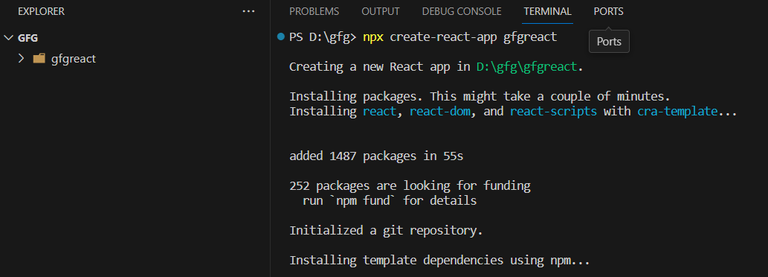 EXPLORER
GFG
gfgreact
PROBLEMS OUTPUT DEBUG CONSOLE TERMINAL PORTS
Ports
PS D:\gfg> npx create-react-app gfgreact
Creating a new React app in D:\gfg\gfgreact.
Installing packages. This might take a couple of minutes.
Installing react, react-dom, and react-scripts with cra-template...
added 1487 packages in 55s
252 packages are looking for funding
run `npm fund` for details
Initialized a git repository.
Installing template dependencies using npm...